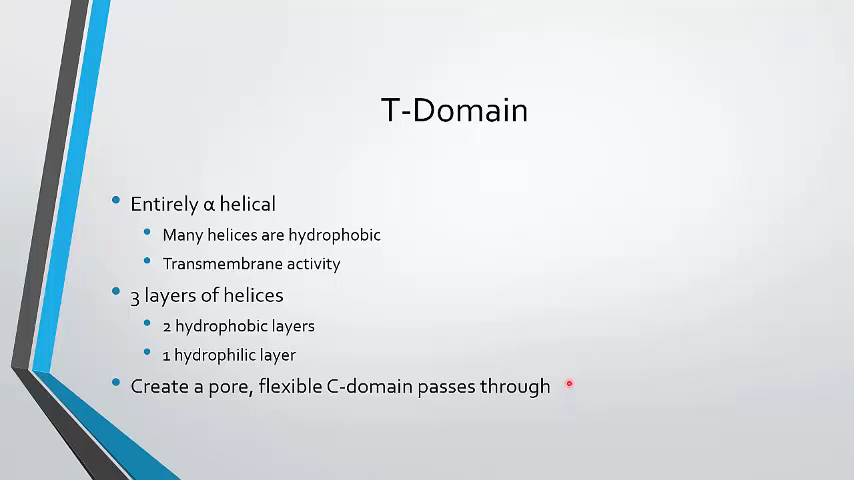 T-Domain
Entirely α helical
Many helices are hydrophobic
Transmembrane activity
3 layers of helices
2 hydrophobic layers
1 hydrophilic layer
Create a pore, flexible C-domain passes through